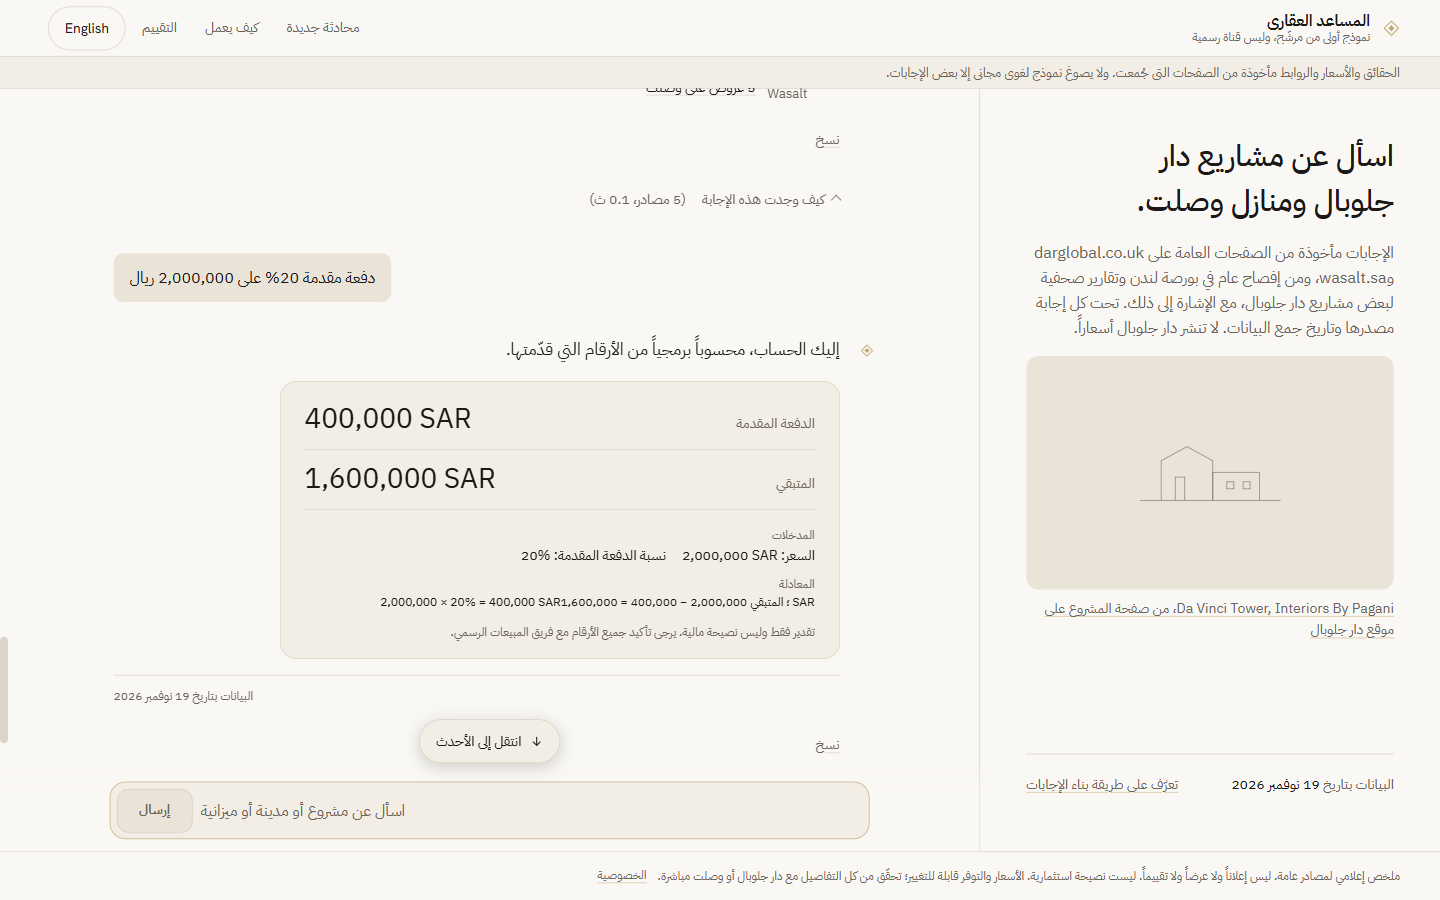 المساعد العقاري
نموذج أولي من مرشّح، وليس قناة رسمية
محادثة جديدة
كيف يعمل
التقييم
English
الحقائق والأسعار والروابط مأخوذة من الصفحات التي جُمعت. ولا يصوغ نموذج لغوي مجاني إلا بعض الإجابات.
اسأل عن مشاريع دار
جلوبال ومنازل وصلت.
الإجابات مأخوذة من الصفحات العامة على darglobal.co.uk
وwasalt.sa، ومن إفصاح عام في بورصة لندن وتقارير صحفية
لبعض مشاريع دار جلوبال، مع الإشارة إلى ذلك. تحت كل إجابة
مصدرها وتاريخ جمع البيانات. لا تنشر دار جلوبال أسعاراً.
Da Vinci Tower, Interiors By Pagani، من صفحة المشروع على
موقع دار جلوبال
البيانات بتاريخ 19 نوفمبر 2026
تعرّف على طريقة بناء الإجابات
Wasalt 5 عروض على وصلت
نسخ
كيف وجدت هذه الإجابة (5 مصادر، 0.1 ث)
دفعة مقدمة 20% على 2,000,000 ريال
إليك الحساب، محسوباً برمجياً من الأرقام التي قدّمتها.
الدفعة المقدمة 400,000 SAR
المتبقي 1,600,000 SAR
المدخلات
السعر: 2,000,000 SAR نسبة الدفعة المقدمة: 20%
المعادلة
2,000,000 × 20% = 400,000 SAR؛ المتبقي 2,000,000 − 400,000 = 1,600,000 SAR
تقدير فقط وليس نصيحة مالية. يرجى تأكيد جميع الأرقام مع فريق المبيعات الرسمي.
البيانات بتاريخ 19 نوفمبر 2026
نسخ
↓ انتقل إلى الأحدث
اسأل عن مشروع أو مدينة أو ميزانية
إرسال
ملخص إعلامي لمصادر عامة. ليس إعلاناً ولا عرضاً ولا تقييماً. ليست نصيحة استثمارية. الأسعار والتوفر قابلة للتغيير؛ تحقّق من كل التفاصيل مع دار جلوبال أو وصلت مباشرة. الخصوصية